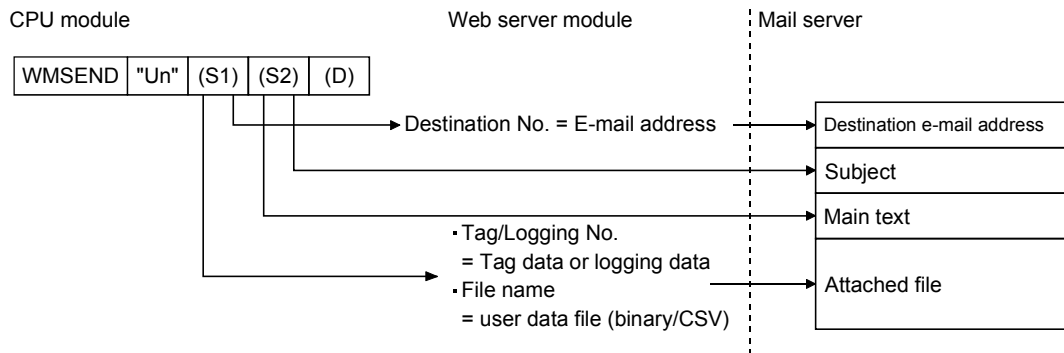 CPU module
Web server module
Mail server
WMSEND "Un" (S1) (S2) (D)
Destination No. = E-mail address
Destination e-mail address
Subject
Main text
・Tag/Logging No.
= Tag data or logging data
・File name
= user data file (binary/CSV)
Attached file